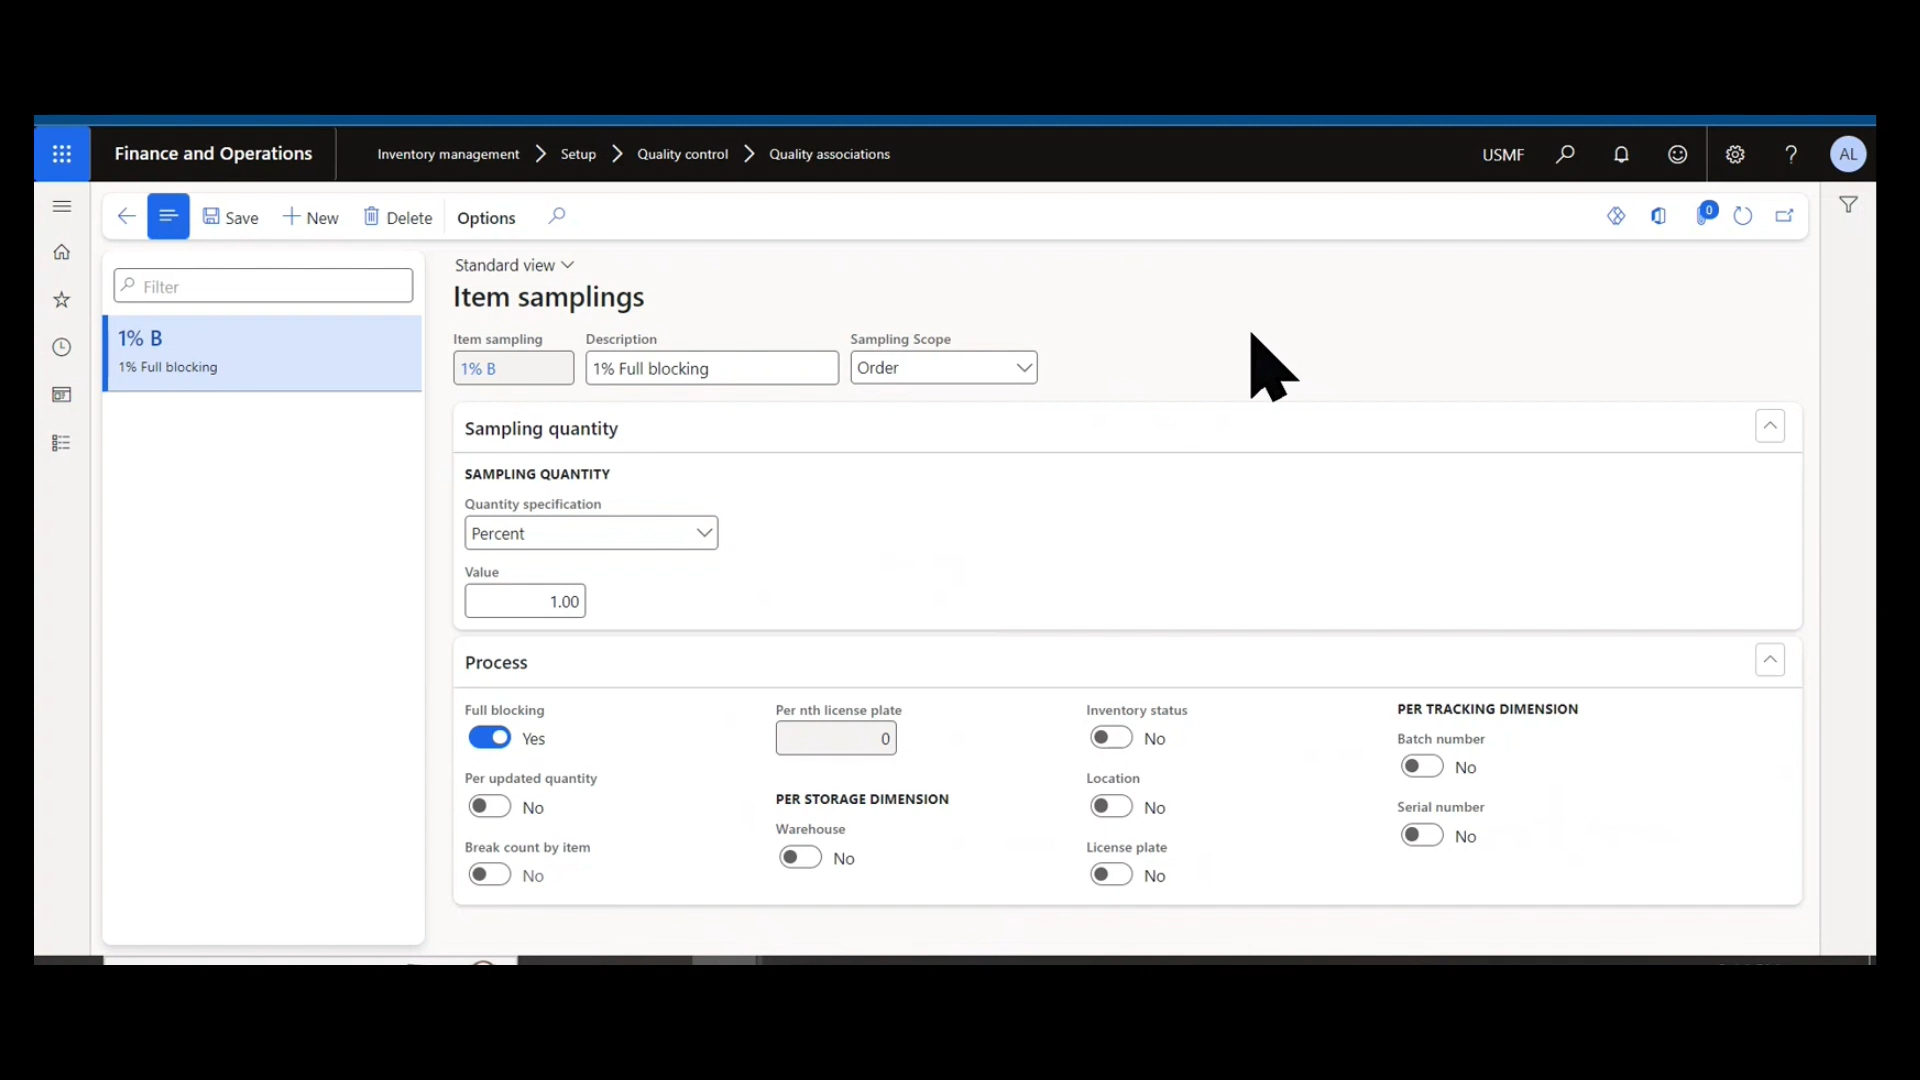 Finance and Operations
Inventory management
Setup
Quality control
Quality associations
USMF
?
AL
Save
New
Delete
Options
0
Filter
1% B
1% Full blocking
Standard view
Item samplings
Item sampling
Description
Sampling Scope
1% B
1% Full blocking
Order
Sampling quantity
SAMPLING QUANTITY
Quantity specification
Percent
Value
1.00
Process
Full blocking
Yes
Per updated quantity
No
Break count by item
No
Per nth license plate
0
PER STORAGE DIMENSION
Warehouse
No
Inventory status
No
Location
No
License plate
No
PER TRACKING DIMENSION
Batch number
No
Serial number
No